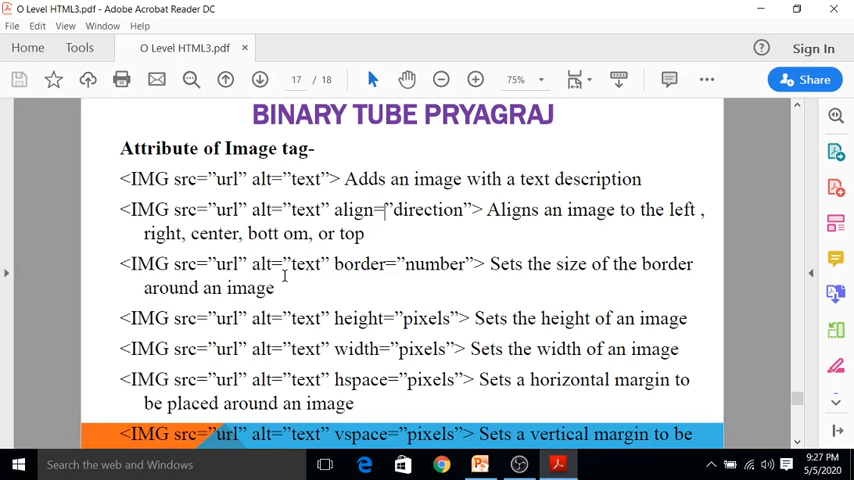 O Level HTML3.pdf - Adobe Acrobat Reader DC
File Edit View Window Help
Home Tools O Level HTML3.pdf × Sign In
17 / 18 75% Share
BINARY TUBE PRYAGRAJ
Attribute of Image tag-
<IMG src=”url” alt=”text”> Adds an image with a text description
<IMG src=”url” alt=”text” align=”direction”> Aligns an image to the left ,
right, center, bott om, or top
<IMG src=”url” alt=”text” border=”number”> Sets the size of the border
around an image
<IMG src=”url” alt=”text” height=”pixels”> Sets the height of an image
<IMG src=”url” alt=”text” width=”pixels”> Sets the width of an image
<IMG src=”url” alt=”text” hspace=”pixels”> Sets a horizontal margin to
be placed around an image
<IMG src=”url” alt=”text” vspace=”pixels”> Sets a vertical margin to be
Search the web and Windows
9:27 PM
5/5/2020